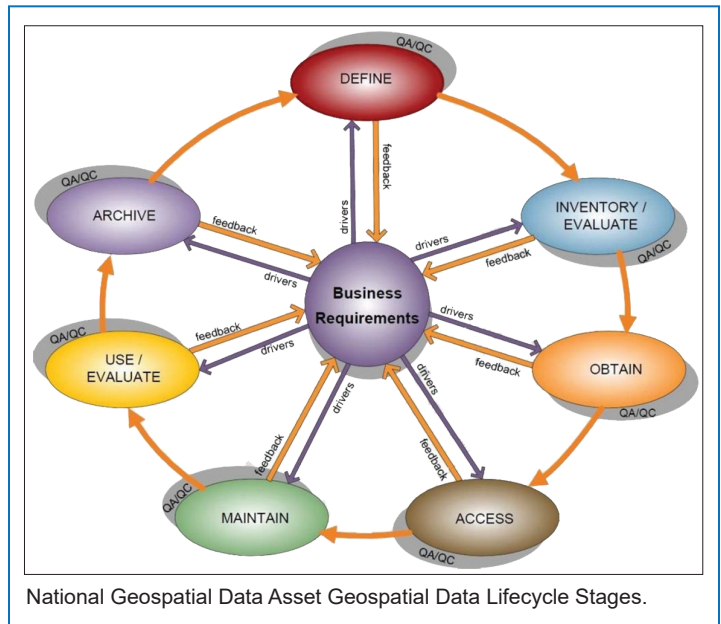 QA/QC
DEFINE
feedback
drivers
QA/QC
ARCHIVE
feedback
drivers
INVENTORY /
EVALUATE
QA/QC
drivers
feedback
Business
Requirements
QA/QC
USE /
EVALUATE
feedback
drivers
drivers
feedback
OBTAIN
QA/QC
drivers
feedback
drivers
feedback
QA/QC
MAINTAIN
ACCESS
QA/QC
National Geospatial Data Asset Geospatial Data Lifecycle Stages.